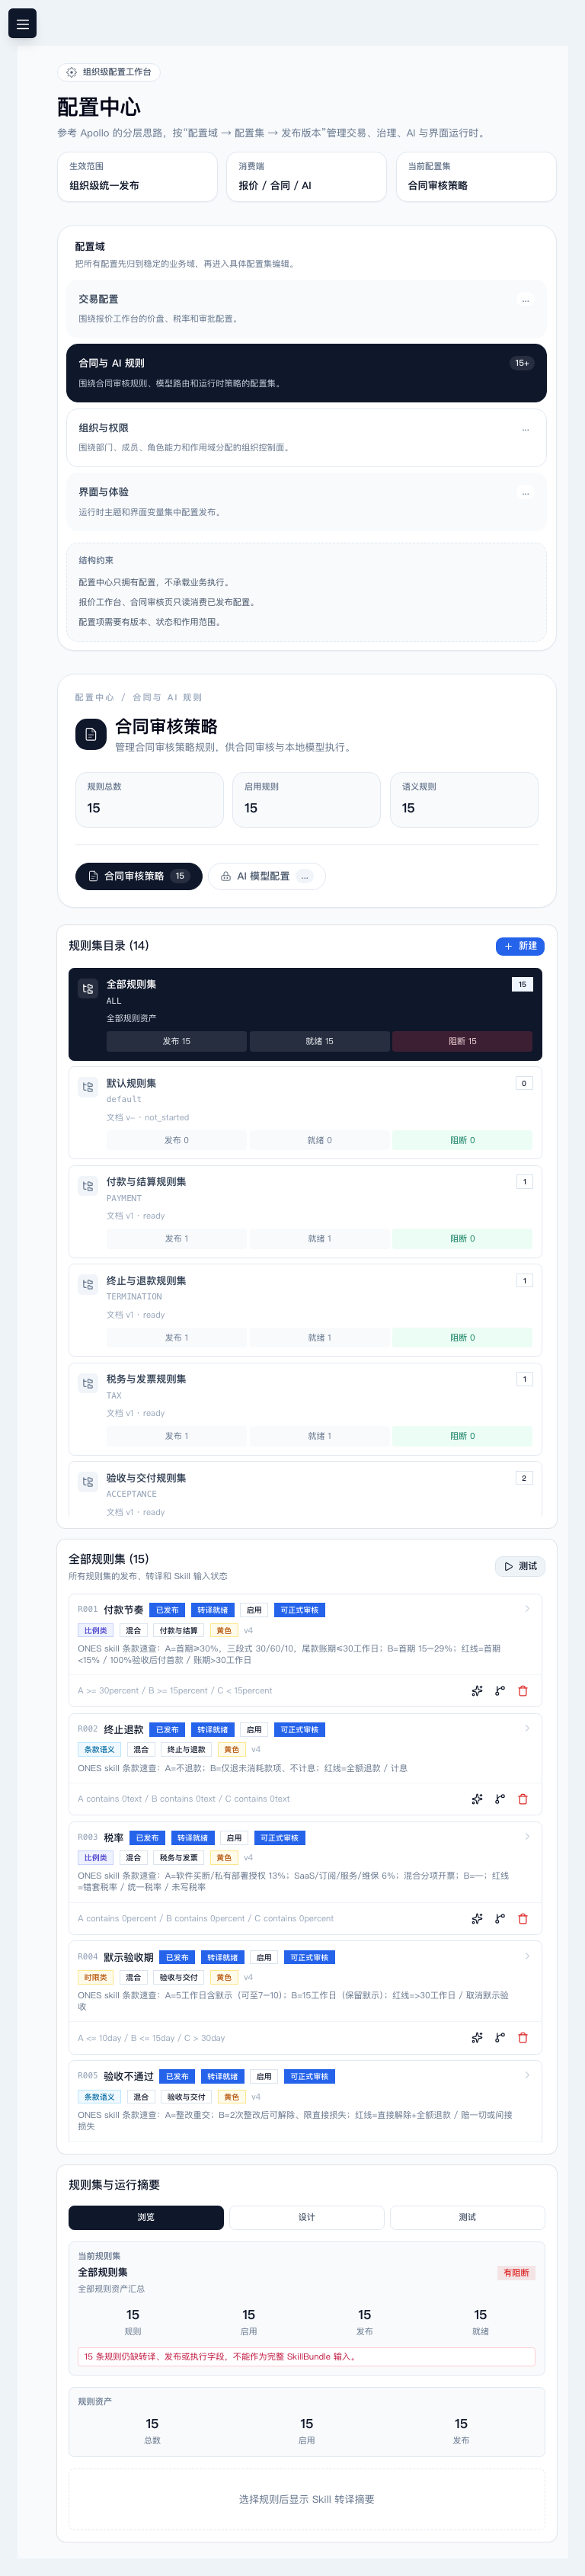 组织级配置工作台
配置中心
参考 Apollo 的分层思路，按“配置域 → 配置集 → 发布版本”管理交易、治理、AI 与界面运行时。
生效范围
组织级统一发布
消费端
报价 / 合同 / AI
当前配置集
合同审核策略
配置域
把所有配置先归到稳定的业务域，再进入具体配置集编辑。
交易配置
...
围绕报价工作台的价盘、税率和审批配置。
合同与 AI 规则
15+
围绕合同审核规则、模型路由和运行时策略的配置集。
组织与权限
...
围绕部门、成员、角色能力和作用域分配的组织控制面。
界面与体验
...
运行时主题和界面变量集中配置发布。
结构约束
配置中心只拥有配置，不承载业务执行。
报价工作台、合同审核页只读消费已发布配置。
配置项需要有版本、状态和作用范围。
配置中心 / 合同与 AI 规则
合同审核策略
管理合同审核策略规则，供合同审核与本地模型执行。
规则总数
15
启用规则
15
语义规则
15
合同审核策略 15
AI 模型配置 ...
规则集目录 (14)
新建
全部规则集
15
ALL
全部规则资产
发布 15
就绪 15
阻断 15
默认规则集
0
default
文档 v– · not_started
发布 0
就绪 0
阻断 0
付款与结算规则集
1
PAYMENT
文档 v1 · ready
发布 1
就绪 1
阻断 0
终止与退款规则集
1
TERMINATION
文档 v1 · ready
发布 1
就绪 1
阻断 0
税务与发票规则集
1
TAX
文档 v1 · ready
发布 1
就绪 1
阻断 0
验收与交付规则集
2
ACCEPTANCE
文档 v1 · ready
全部规则集 (15)
测试
所有规则集的发布、转译和 Skill 输入状态
R001 付款节奏 已发布 转译就绪 启用 可正式审核
比例类 混合 付款与结算 黄色 v4
ONES skill 条款速查：A=首期≥30%，三段式 30/60/10，尾款账期≤30工作日；B=首期 15–29%；红线=首期
<15% / 100%验收后付首款 / 账期>30工作日
A >= 30percent / B >= 15percent / C < 15percent
R002 终止退款 已发布 转译就绪 启用 可正式审核
条款语义 混合 终止与退款 黄色 v4
ONES skill 条款速查：A=不退款；B=仅退未消耗款项、不计息；红线=全额退款 / 计息
A contains 0text / B contains 0text / C contains 0text
R003 税率 已发布 转译就绪 启用 可正式审核
比例类 混合 税务与发票 黄色 v4
ONES skill 条款速查：A=软件买断/私有部署授权 13%；SaaS/订阅/服务/维保 6%；混合分项开票；B=—；红线
=错套税率 / 统一税率 / 未写税率
A contains 0percent / B contains 0percent / C contains 0percent
R004 默示验收期 已发布 转译就绪 启用 可正式审核
时限类 混合 验收与交付 黄色 v4
ONES skill 条款速查：A=5工作日含默示（可至7–10）；B=15工作日（保留默示）；红线=>30工作日 / 取消默示验
收
A <= 10day / B <= 15day / C > 30day
R005 验收不通过 已发布 转译就绪 启用 可正式审核
条款语义 混合 验收与交付 黄色 v4
ONES skill 条款速查：A=整改重交；B=2次整改后可解除、限直接损失；红线=直接解除+全额退款 / 赔一切或间接
损失
规则集与运行摘要
浏览
设计
测试
当前规则集
全部规则集
有阻断
全部规则资产汇总
15
规则
15
启用
15
发布
15
就绪
15 条规则仍缺转译、发布或执行字段，不能作为完整 SkillBundle 输入。
规则资产
15
总数
15
启用
15
发布
选择规则后显示 Skill 转译摘要